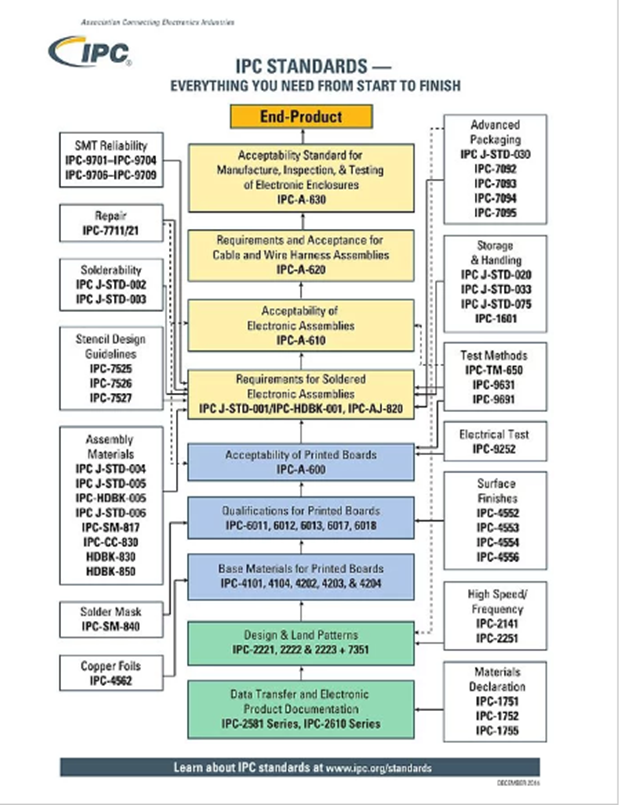 Association Connecting Electronics Industries
IPC®
IPC STANDARDS —
EVERYTHING YOU NEED FROM START TO FINISH
End-Product
Acceptability Standard for
Manufacture, Inspection, & Testing
of Electronic Enclosures
IPC-A-630
Requirements and Acceptance for
Cable and Wire Harness Assemblies
IPC-A-620
Acceptability of
Electronic Assemblies
IPC-A-610
Requirements for Soldered
Electronic Assemblies
IPC J-STD-001/IPC-HDBK-001, IPC-AJ-820
Acceptability of Printed Boards
IPC-A-600
Qualifications for Printed Boards
IPC-6011, 6012, 6013, 6017, 6018
Base Materials for Printed Boards
IPC-4101, 4104, 4202, 4203, & 4204
Design & Land Patterns
IPC-2221, 2222 & 2223 + 7351
Data Transfer and Electronic
Product Documentation
IPC-2581 Series, IPC-2610 Series
SMT Reliability
IPC-9701–IPC-9704
IPC-9706–IPC-9709
Repair
IPC-7711/21
Solderability
IPC J-STD-002
IPC J-STD-003
Stencil Design
Guidelines
IPC-7525
IPC-7526
IPC-7527
Assembly
Materials
IPC J-STD-004
IPC J-STD-005
IPC-HDBK-005
IPC J-STD-006
IPC-SM-817
IPC-CC-830
HDBK-830
HDBK-850
Solder Mask
IPC-SM-840
Copper Foils
IPC-4562
Advanced
Packaging
IPC J-STD-030
IPC-7092
IPC-7093
IPC-7094
IPC-7095
Storage
& Handling
IPC J-STD-020
IPC J-STD-033
IPC J-STD-075
IPC-1601
Test Methods
IPC-TM-650
IPC-9631
IPC-9691
Electrical Test
IPC-9252
Surface
Finishes
IPC-4552
IPC-4553
IPC-4554
IPC-4556
High Speed/
Frequency
IPC-2141
IPC-2251
Materials
Declaration
IPC-1751
IPC-1752
IPC-1755
Learn about IPC standards at www.ipc.org/standards
DECEMBER